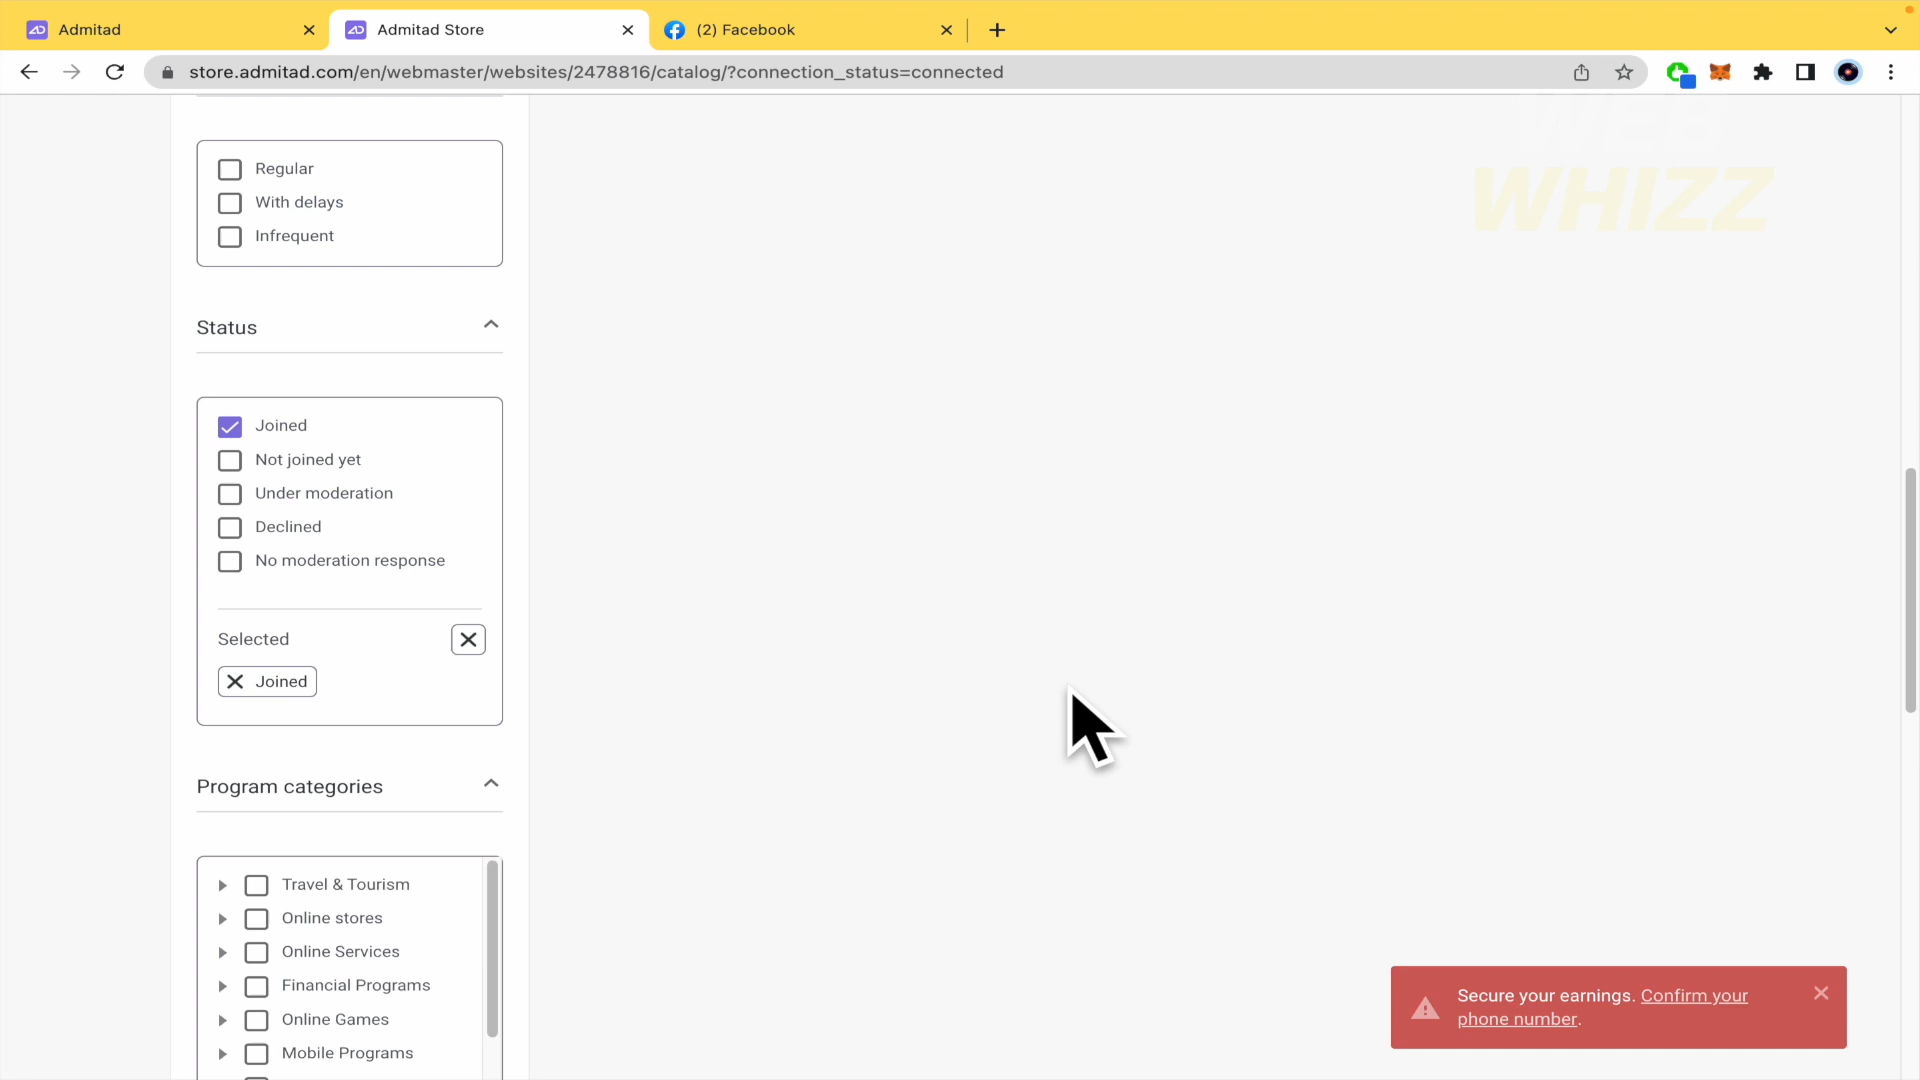 Admitad
Admitad Store
(2) Facebook
store.admitad.com/en/webmaster/websites/2478816/catalog/?connection_status=connected
WEB
WHIZZ
Regular
With delays
Infrequent
Status
Joined
Not joined yet
Under moderation
Declined
No moderation response
Selected
Joined
Program categories
Travel & Tourism
Online stores
Online Services
Financial Programs
Online Games
Mobile Programs
Secure your earnings. Confirm your
phone number.